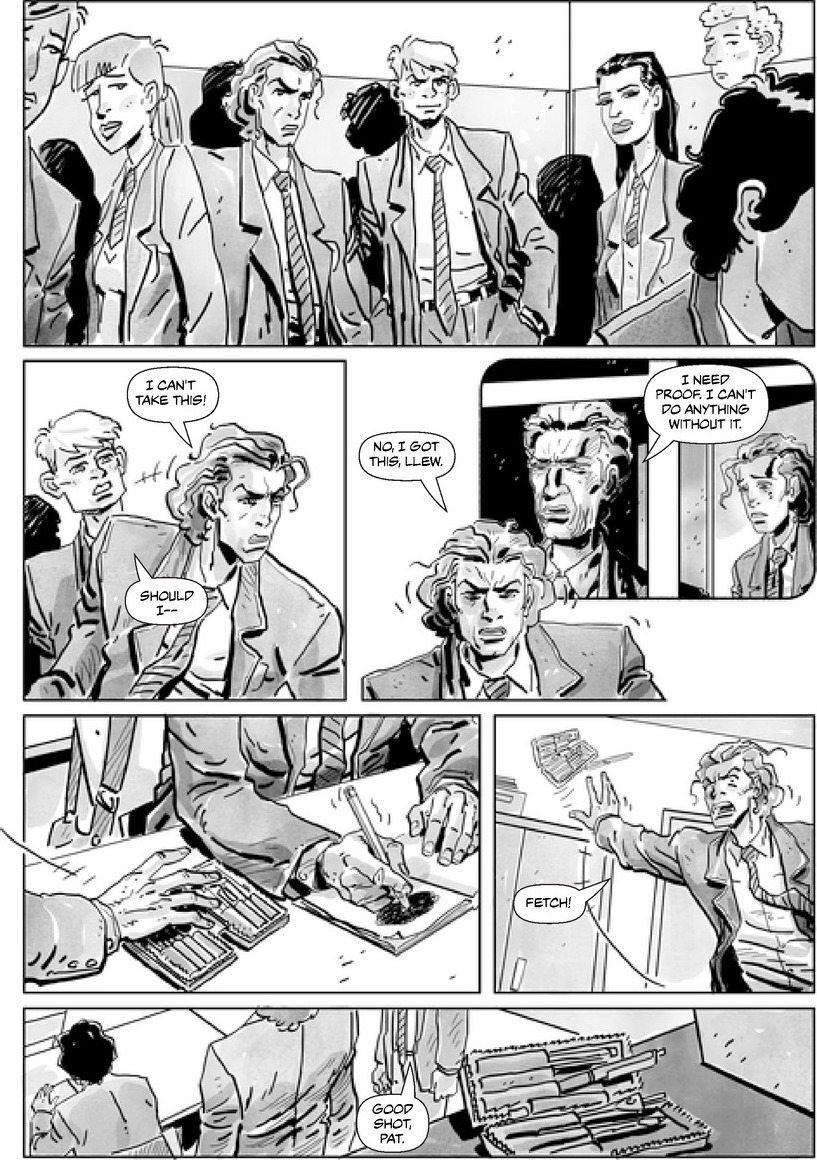 I CAN'T
TAKE THIS!
SHOULD
I--
NO, I GOT
THIS, LLEW.
I NEED
PROOF. I CAN'T
DO ANYTHING
WITHOUT IT.
FETCH!
GOOD
SHOT,
PAT.